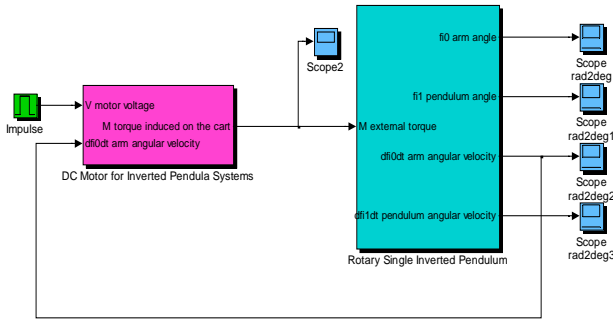 Impulse
V motor voltage
M torque induced on the cart
dfi0dt arm angular velocity
DC Motor for Inverted Pendula Systems
Scope2
fi0 arm angle
fi1 pendulum angle
M external torque
dfi0dt arm angular velocity
dfi1dt pendulum angular velocity
Rotary Single Inverted Pendulum
Scope
rad2deg
Scope
rad2deg1
Scope
rad2deg2
Scope
rad2deg3